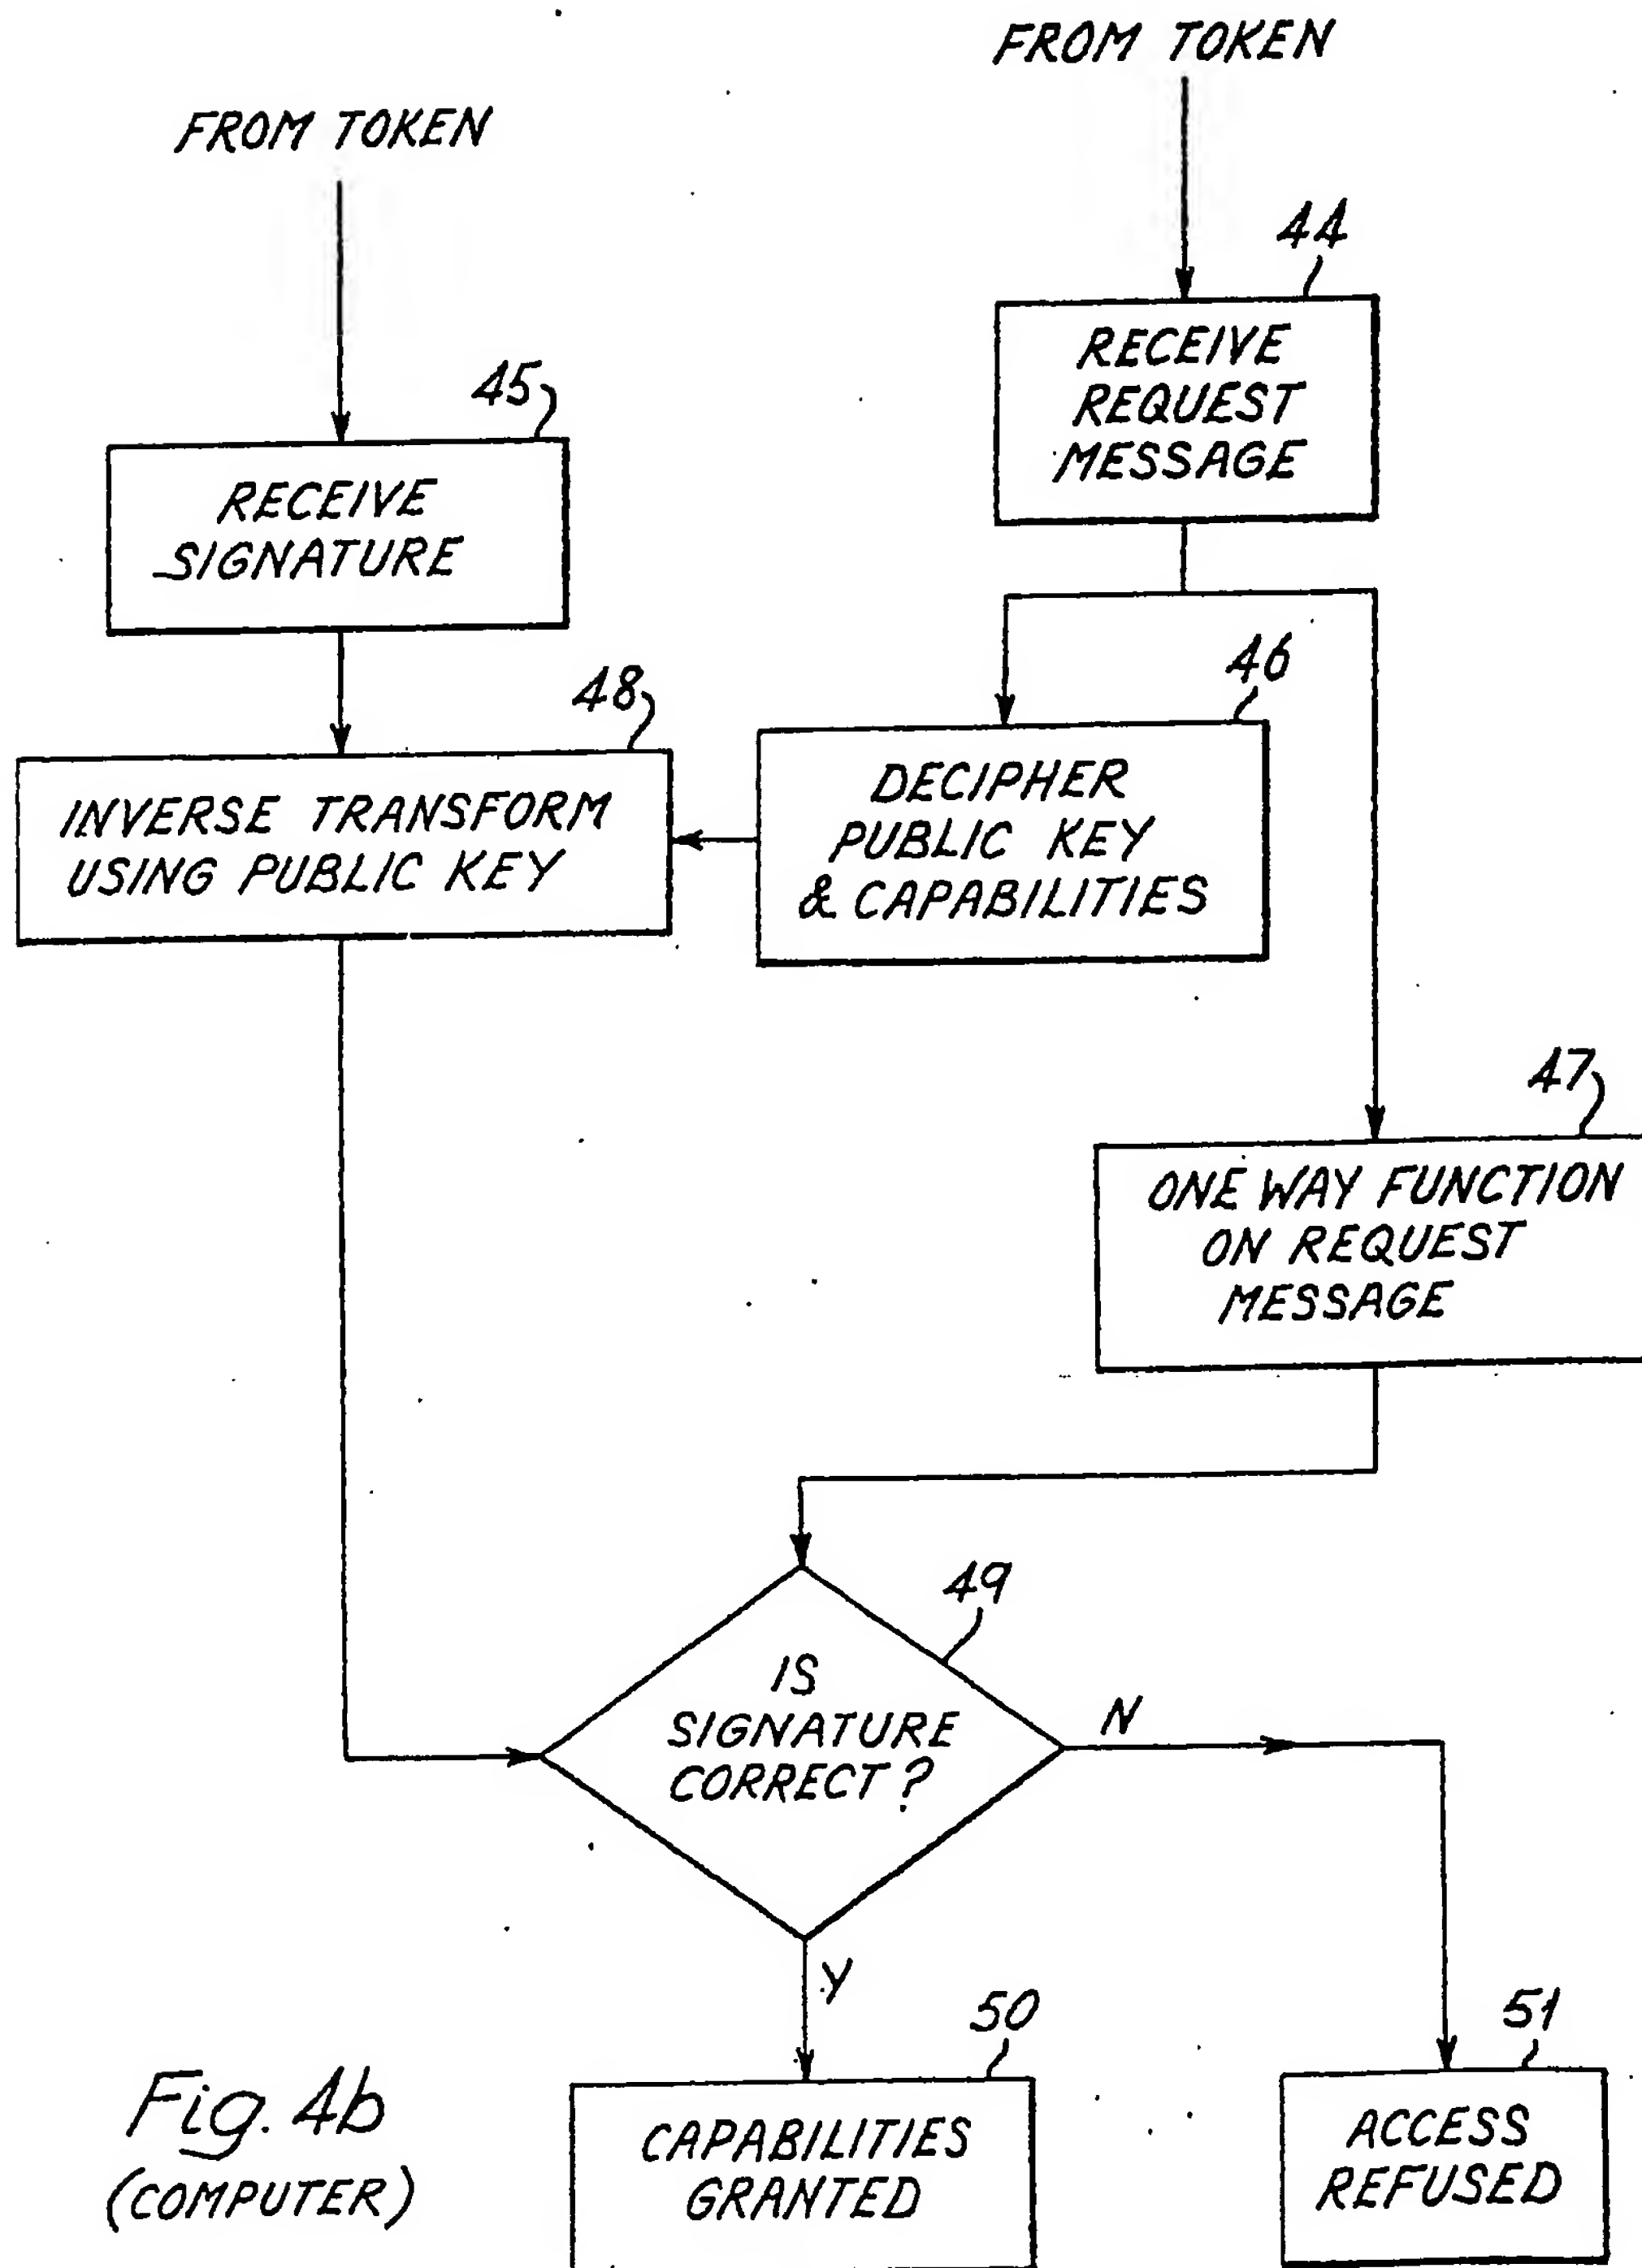 FROM TOKEN
FROM TOKEN
44
RECEIVE
REQUEST
MESSAGE
45
RECEIVE
SIGNATURE
46
DECIPHER
PUBLIC KEY
& CAPABILITIES
48
INVERSE TRANSFORM
USING PUBLIC KEY
47
ONE WAY FUNCTION
ON REQUEST
MESSAGE
49
IS
SIGNATURE
CORRECT?
N
Y
50
CAPABILITIES
GRANTED
51
ACCESS
REFUSED
Fig. 4b
(COMPUTER)